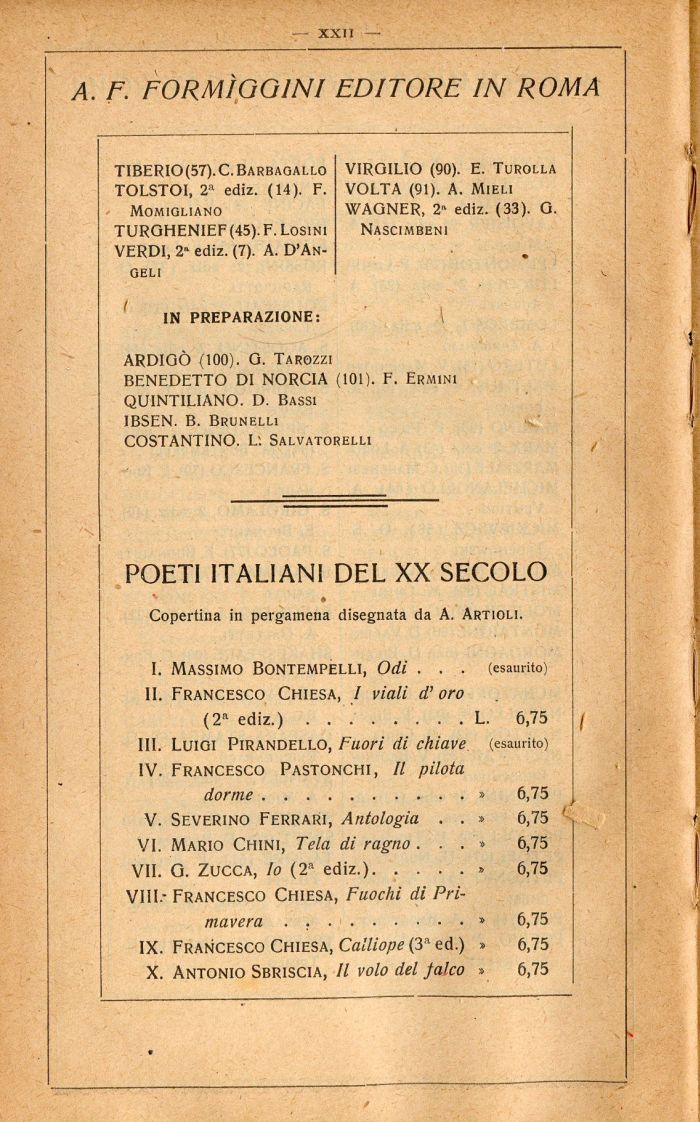 — XXII —
A. F. FORMÌGGINI EDITORE IN ROMA
TIBERIO (57). C. BARBAGALLO
TOLSTOI, 2ª ediz. (14). F.
MOMIGLIANO
TURGHENIEF (45). F. LOSINI
VERDI, 2ª ediz. (7). A. D'AN-
GELI
VIRGILIO (90). E. TUROLLA
VOLTA (91). A. MIELI
WAGNER, 2ª ediz. (33). G.
NASCIMBENI
IN PREPARAZIONE:
ARDIGÒ (100). G. TAROZZI
BENEDETTO DI NORCIA (101). F. ERMINI
QUINTILIANO. D. BASSI
IBSEN. B. BRUNELLI
COSTANTINO. L. SALVATORELLI
POETI ITALIANI DEL XX SECOLO
Copertina in pergamena disegnata da A. ARTIOLI.
I. MASSIMO BONTEMPELLI, Odi . . . (esaurito)
II. FRANCESCO CHIESA, I viali d' oro
(2ª ediz.) . . . . . . . . L. 6,75
III. LUIGI PIRANDELLO, Fuori di chiave (esaurito)
IV. FRANCESCO PASTONCHI, Il pilota
dorme . . . . . . . . . . » 6,75
V. SEVERINO FERRARI, Antologia . . » 6,75
VI. MARIO CHINI, Tela di ragno . . . » 6,75
VII. G. ZUCCA, Io (2ª ediz.) . . . . . » 6,75
VIII. FRANCESCO CHIESA, Fuochi di Pri-
mavera . . . . . . . . . » 6,75
IX. FRANCESCO CHIESA, Calliope (3ª ed.) » 6,75
X. ANTONIO SBRISCIA, Il volo del falco » 6,75